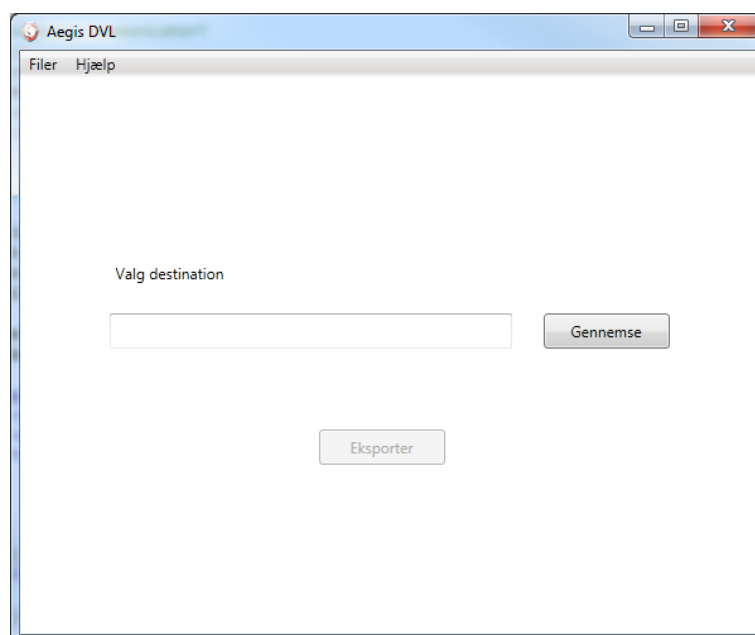 Aegis DVL
Filer Hjælp
Valg destination
Gennemse
Eksporter